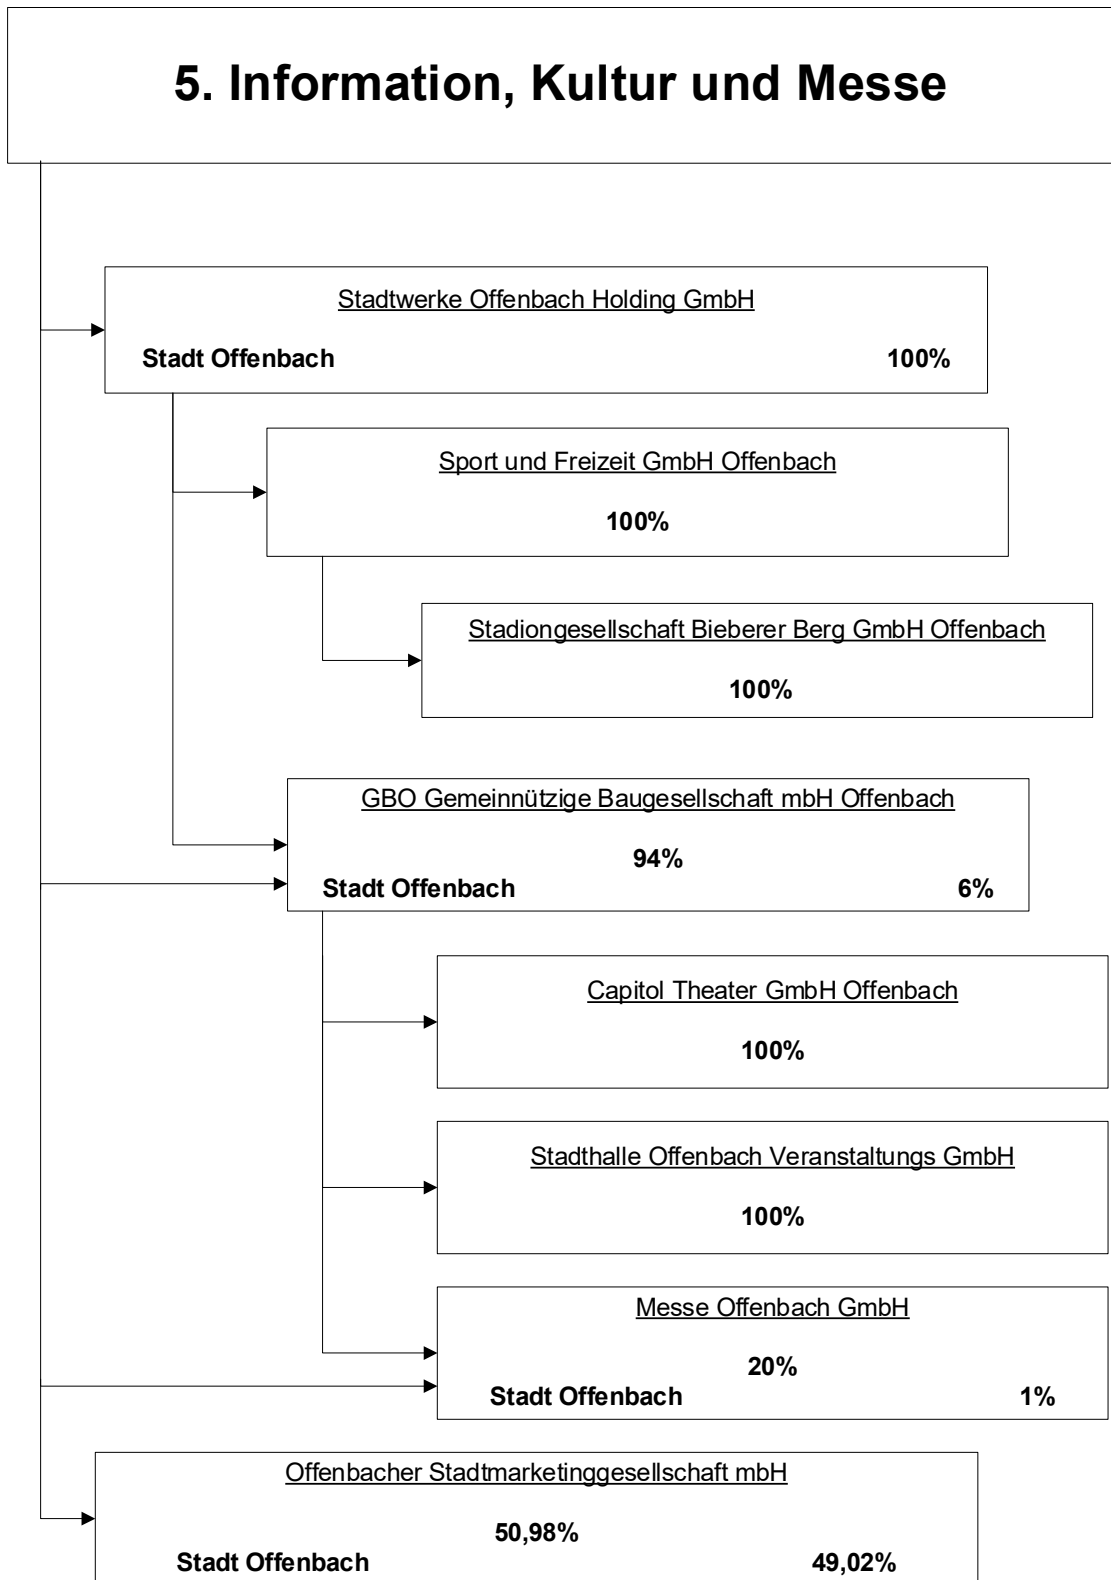 5. Information, Kultur und Messe
Stadtwerke Offenbach Holding GmbH
Stadt Offenbach 100%
Sport und Freizeit GmbH Offenbach
100%
Stadiongesellschaft Bieberer Berg GmbH Offenbach
100%
GBO Gemeinnützige Baugesellschaft mbH Offenbach
94%
Stadt Offenbach 6%
Capitol Theater GmbH Offenbach
100%
Stadthalle Offenbach Veranstaltungs GmbH
100%
Messe Offenbach GmbH
20%
Stadt Offenbach 1%
Offenbacher Stadtmarketinggesellschaft mbH
50,98%
Stadt Offenbach 49,02%